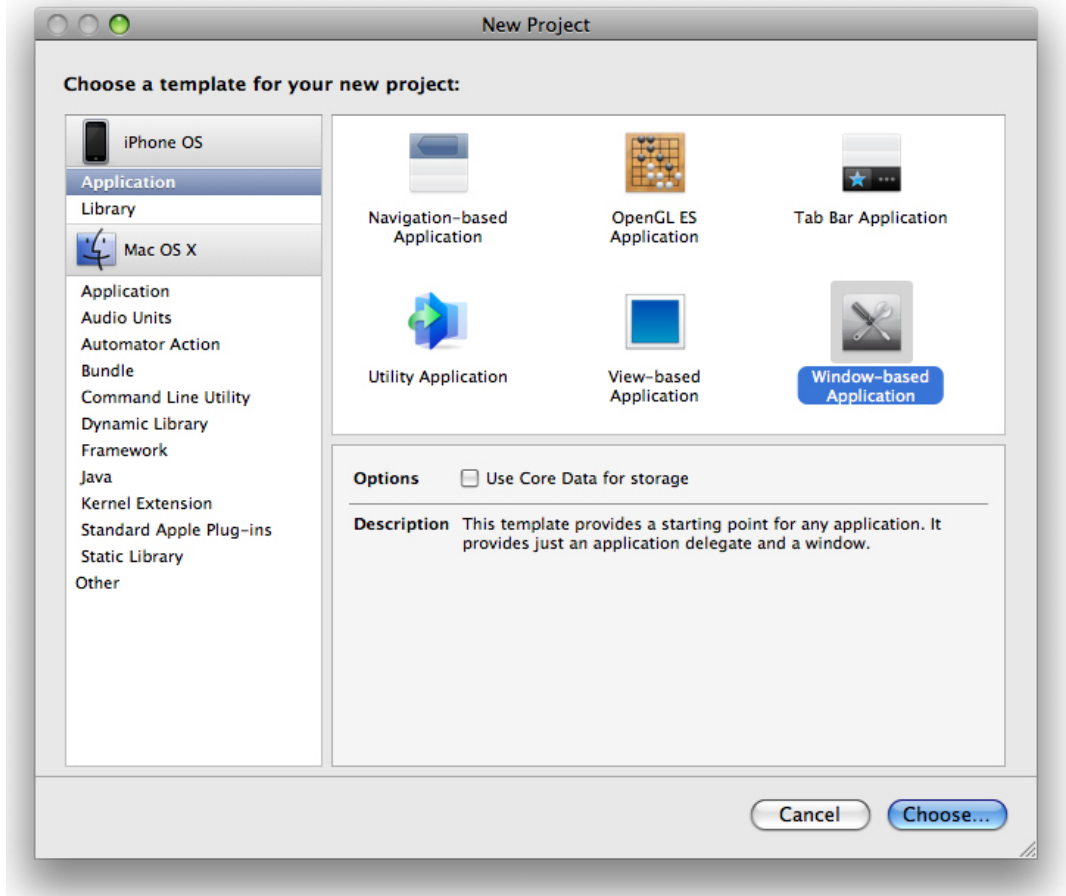 New Project
Choose a template for your new project:
iPhone OS
Application
Library
Mac OS X
Application
Audio Units
Automator Action
Bundle
Command Line Utility
Dynamic Library
Framework
Java
Kernel Extension
Standard Apple Plug-ins
Static Library
Other
Navigation-based
Application
OpenGL ES
Application
Tab Bar Application
Utility Application
View-based
Application
Window-based
Application
Options
Use Core Data for storage
Description
This template provides a starting point for any application. It
provides just an application delegate and a window.
Cancel
Choose...